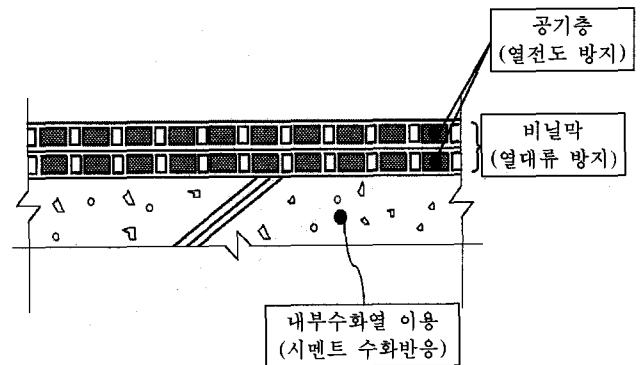 공기층
(열전도 방지)
비닐막
(열대류 방지)
내부수화열 이용
(시멘트 수화반응)